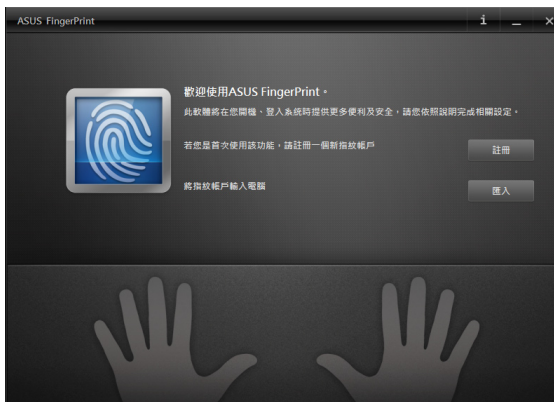 ASUS FingerPrint
歡迎使用ASUS FingerPrint。
此軟體將在您開機、登入系統時提供更多便利及安全，請您依照說明完成相關設定。
若您是首次使用該功能，請註冊一個新指紋帳戶
註冊
將指紋帳戶輸入電腦
匯入